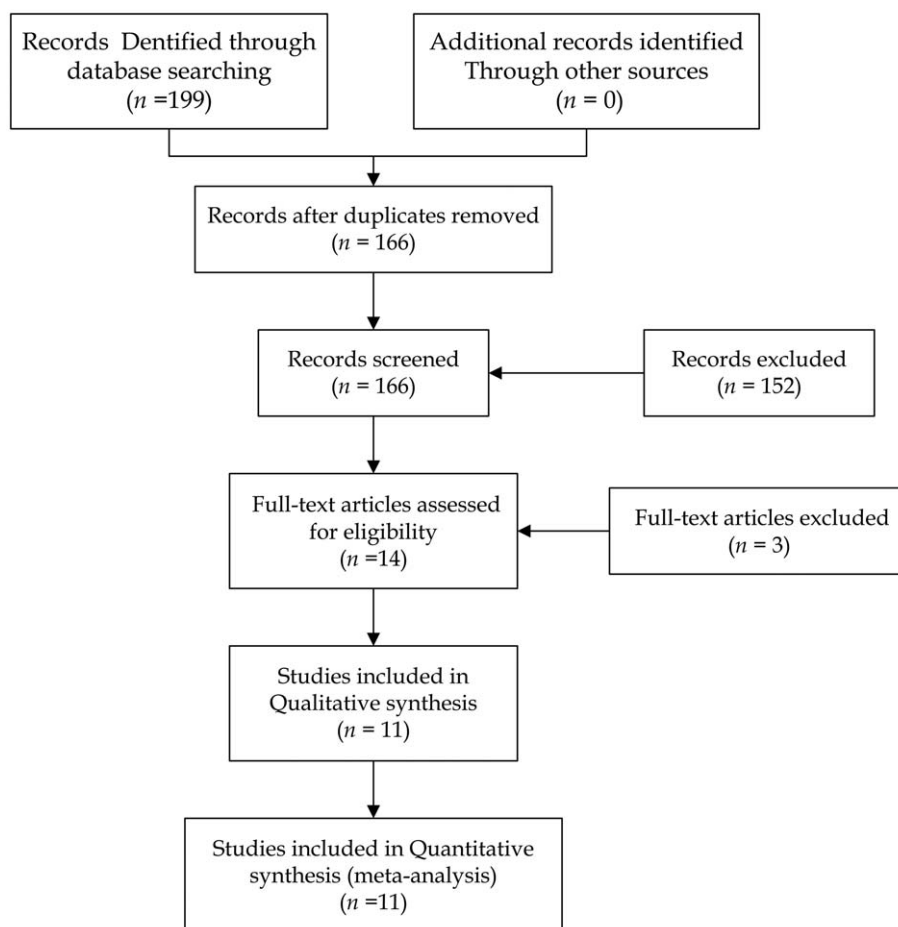 Records Dentified through
database searching
(n =199)
Additional records identified
Through other sources
(n = 0)
Records after duplicates removed
(n = 166)
Records screened
(n = 166)
Records excluded
(n = 152)
Full-text articles assessed
for eligibility
(n =14)
Full-text articles excluded
(n = 3)
Studies included in
Qualitative synthesis
(n = 11)
Studies included in Quantitative
synthesis (meta-analysis)
(n =11)